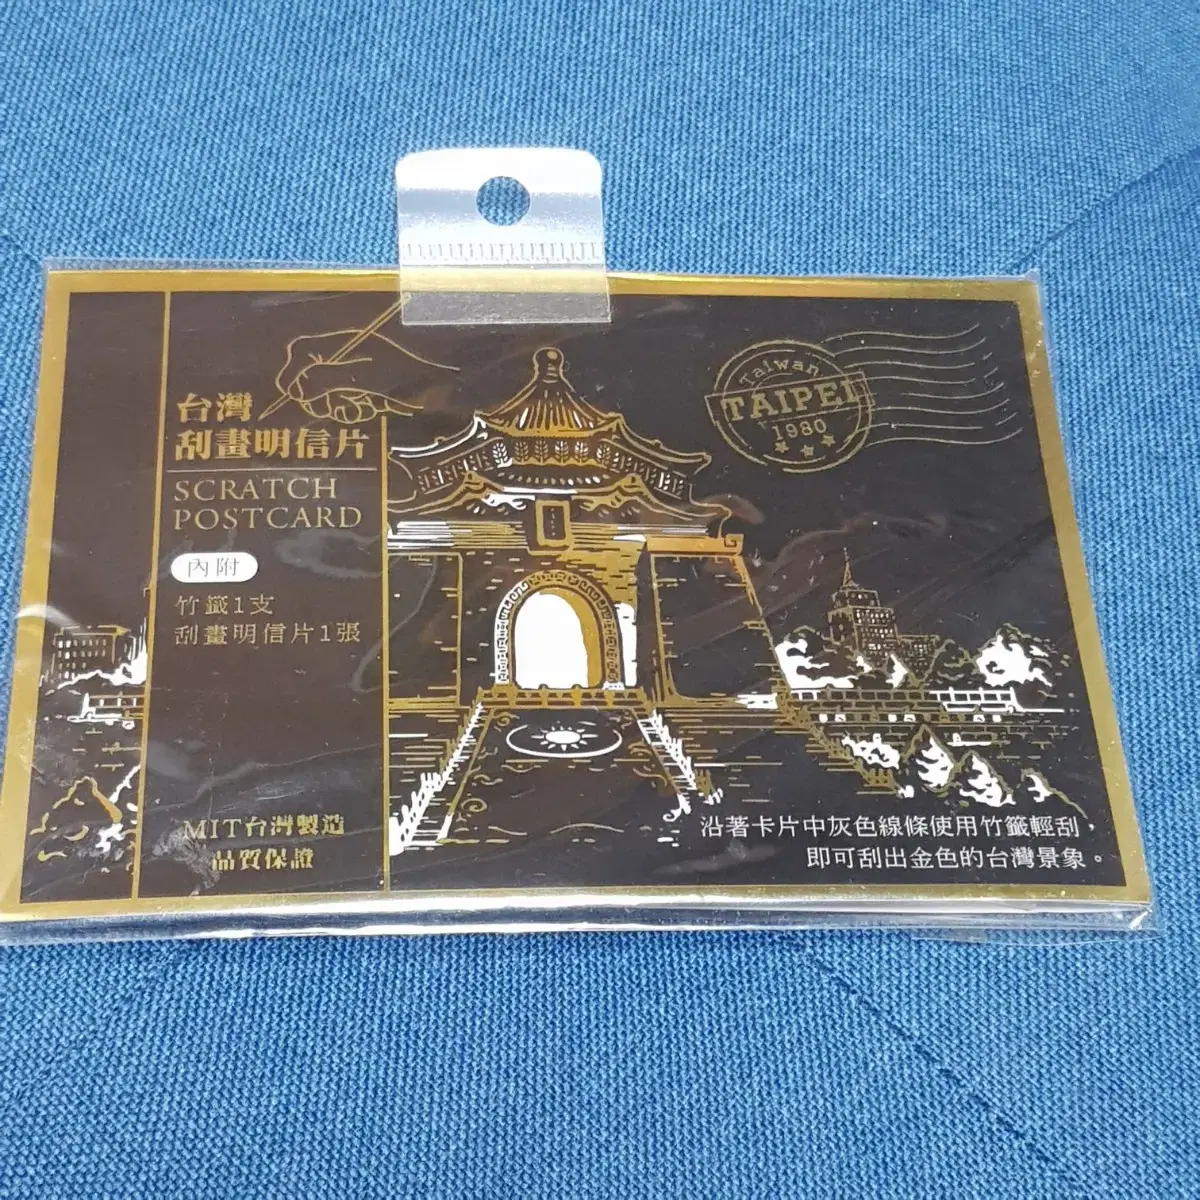 台灣
刮畫明信片
SCRATCH
POSTCARD
內附
竹籤1支
刮畫明信片1張
MIT台灣製造
品質保證
Taiwan
TAIPEI
1980
沿著卡片中灰色線條使用竹籤輕刮，
即可刮出金色的台灣景象。